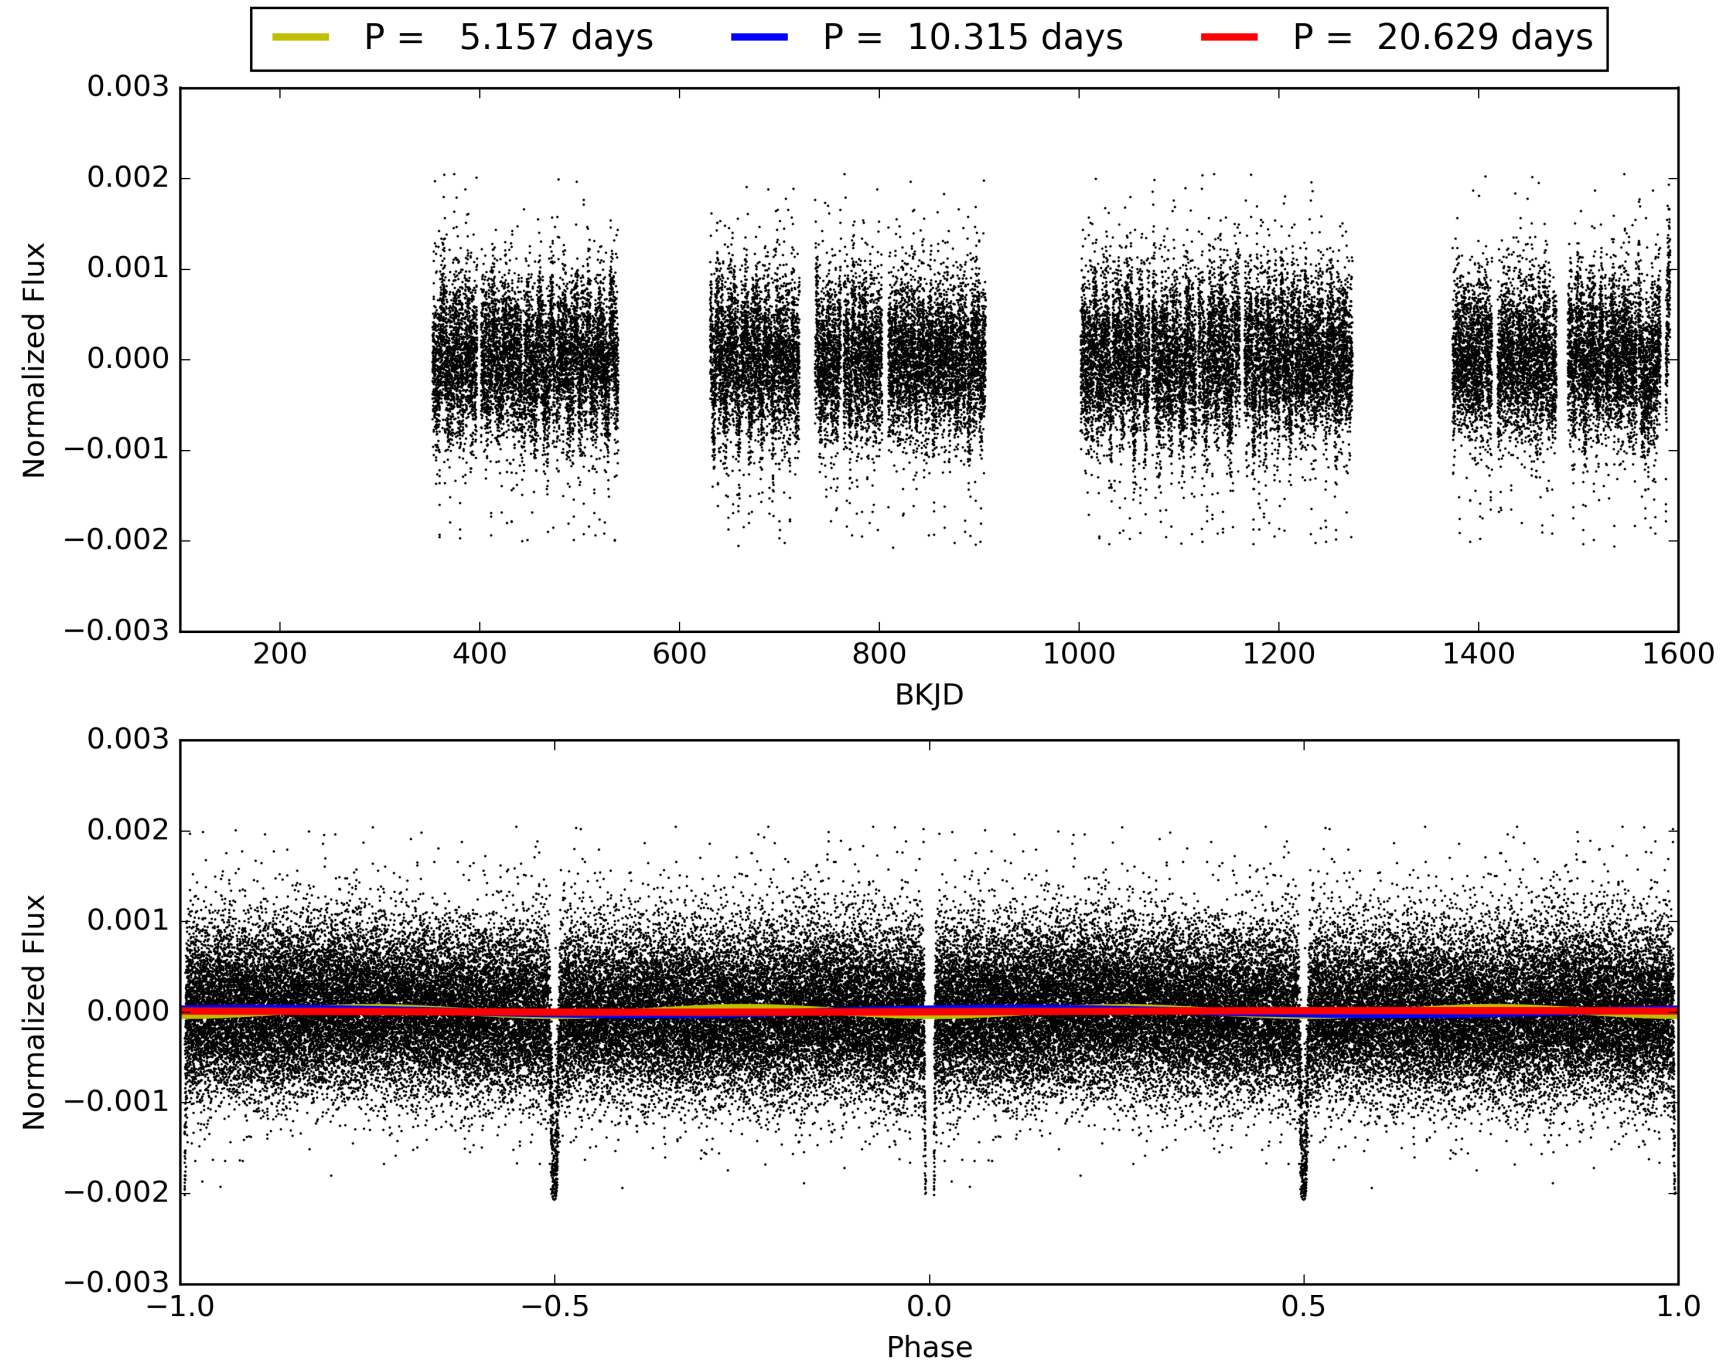 P = 5.157 days P = 10.315 days P = 20.629 days
0.003
0.002
0.001
0.000
−0.001
−0.002
−0.003
Normalized Flux
200 400 600 800 1000 1200 1400 1600
BKJD
0.003
0.002
0.001
0.000
−0.001
−0.002
−0.003
Normalized Flux
−1.0 −0.5 0.0 0.5 1.0
Phase